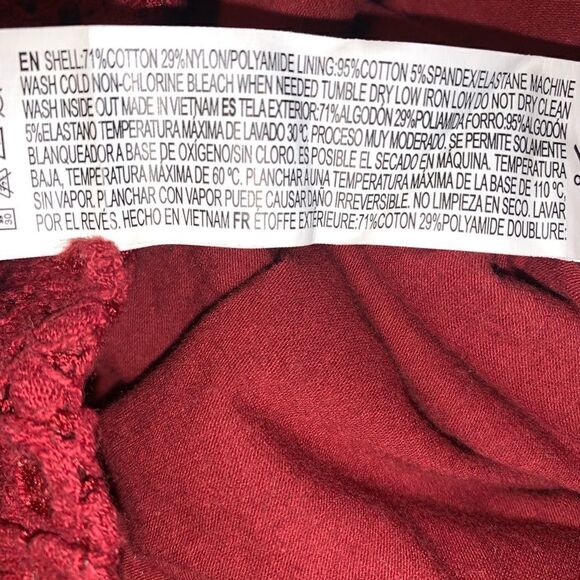 EN SHELL:71%COTTON 29%NYLON/POLYAMIDE LINING:95%COTTON 5%SPANDEX/ELASTANE MACHINE
WASH COLD NON-CHLORINE BLEACH WHEN NEEDED TUMBLE DRY LOW IRON LOW DO NOT DRY CLEAN
WASH INSIDE OUT MADE IN VIETNAM ES TELA EXTERIOR:71%ALGODÓN 29%POLIAMIDA FORRO:95%ALGODÓN
5%ELASTANO TEMPERATURA MÁXIMA DE LAVADO 30ºC. PROCESO MUY MODERADO. SE PERMITE SOLAMENTE
BLANQUEADOR A BASE DE OXÍGENO/SIN CLORO. ES POSIBLE EL SECADO EN MÁQUINA. TEMPERATURA
BAJA, TEMPERATURA MÁXIMA DE 60 ºC. PLANCHAR A UNA TEMPERATURA MÁXIMA DE LA BASE DE 110 ºC
SIN VAPOR. PLANCHAR CON VAPOR PUEDE CAUSAR DAÑO IRREVERSIBLE. NO LIMPIEZA EN SECO. LAVAR
POR EL REVÉS. HECHO EN VIETNAM FR ÉTOFFE EXTÉRIEURE:71%COTON 29%POLYAMIDE DOUBLURE:
30